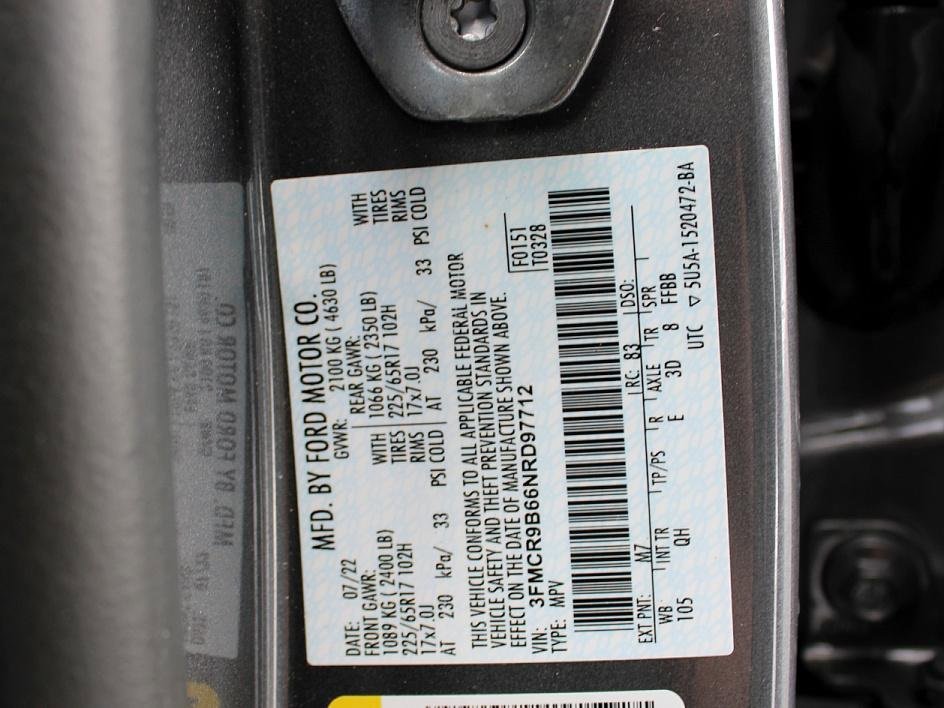 MFD. BY FORD MOTOR CO.
DATE: 07/22 GVWR: 2100 KG ( 4630 LB)
FRONT GAWR: REAR GAWR:
1089 KG ( 2400 LB) WITH 1066 KG ( 2350 LB) WITH
225/65R17 102H TIRES 225/65R17 102H TIRES
17x7.0J RIMS 17x7.0J RIMS
AT 230 kPa/ 33 PSI COLD AT 230 kPa/ 33 PSI COLD
THIS VEHICLE CONFORMS TO ALL APPLICABLE FEDERAL MOTOR
VEHICLE SAFETY AND THEFT PREVENTION STANDARDS IN
EFFECT ON THE DATE OF MANUFACTURE SHOWN ABOVE.
VIN: 3FMCR9B66NRD97712 F0151
TYPE: MPV T0328
EXT PNT: M7 RC: 83 DSO:
WB INT TR TP/PS R AXLE TR SPR
105 QH E 3D 8 FFBB
UTC ▽ 5U5A-1520472-BA